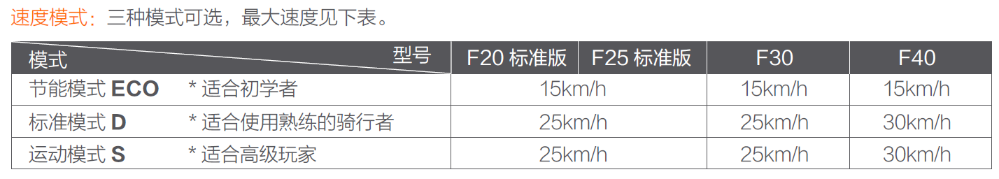 速度模式：三种模式可选，最大速度见下表。
模式 型号 F20 标准版 F25 标准版 F30 F40
节能模式 ECO * 适合初学者 15km/h 15km/h 15km/h
标准模式 D * 适合使用熟练的骑行者 25km/h 25km/h 30km/h
运动模式 S * 适合高级玩家 25km/h 25km/h 30km/h